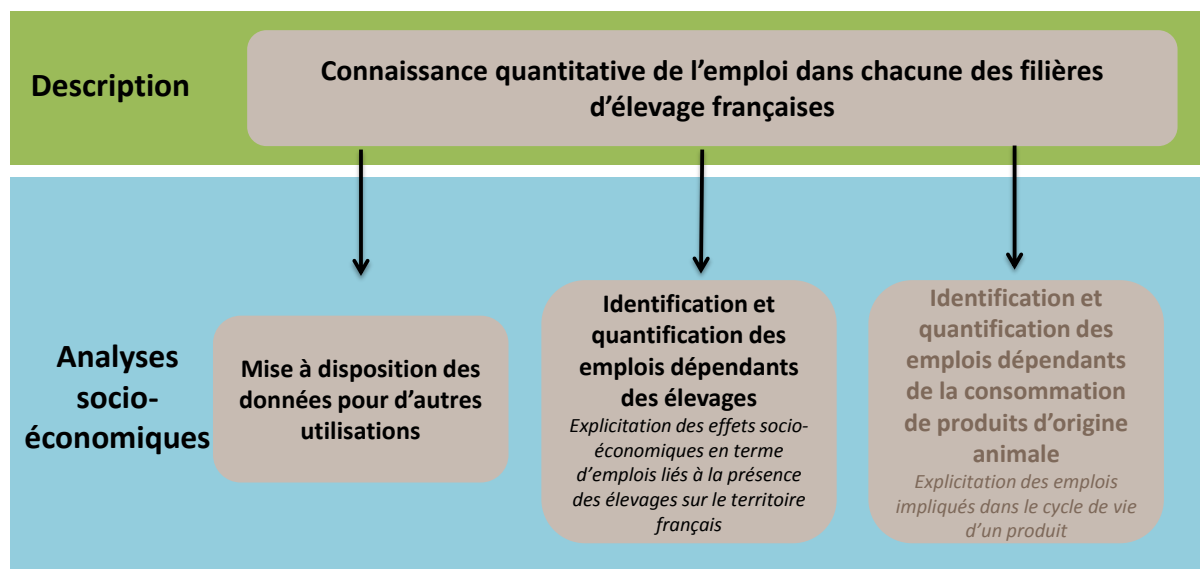 Description
Connaissance quantitative de l'emploi dans chacune des filières
d'élevage françaises
Analyses
socio-
économiques
Mise à disposition des
données pour d'autres
utilisations
Identification et
quantification des
emplois dépendants
des élevages
Explicitation des effets socio-
économiques en terme
d'emplois liés à la présence
des élevages sur le territoire
français
Identification et
quantification des
emplois dépendants
de la consommation
de produits d'origine
animale
Explicitation des emplois
impliqués dans le cycle de vie
d'un produit